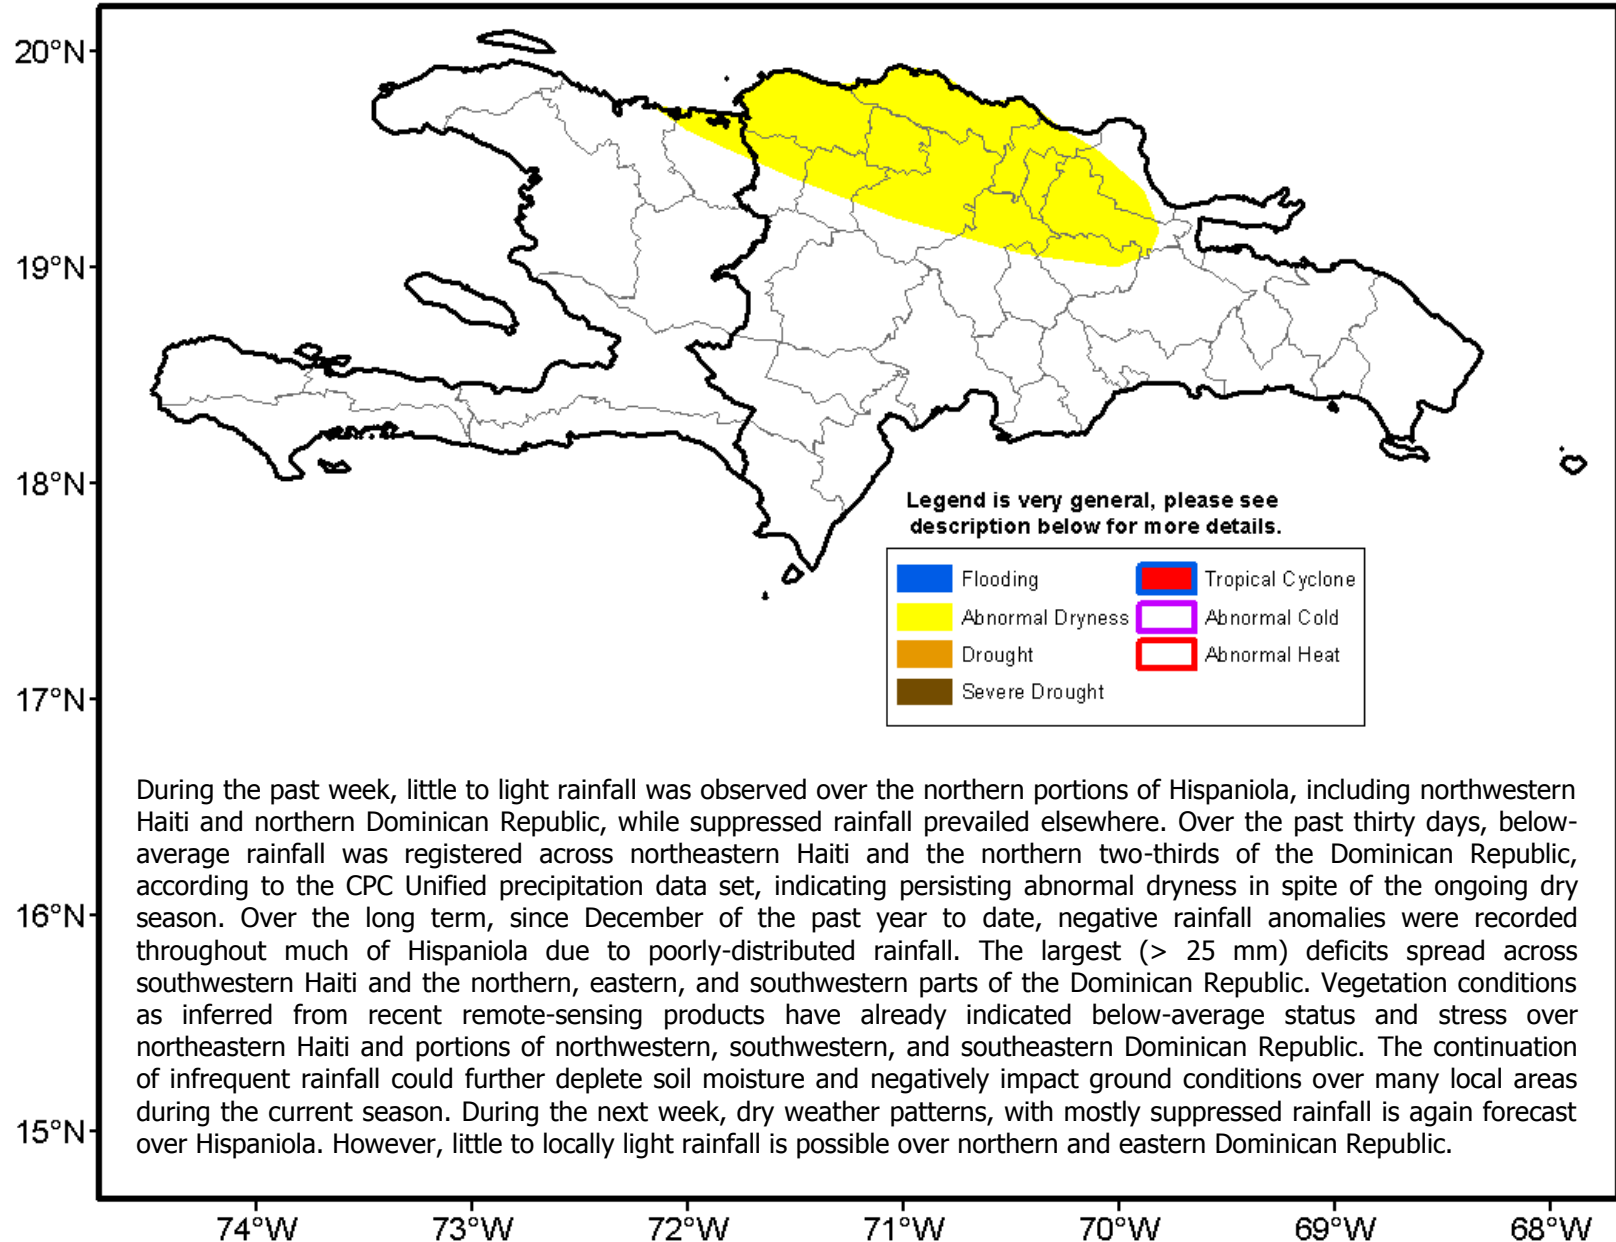 20°N
19°N
18°N
17°N
16°N
15°N
Legend is very general, please see
description below for more details.
Flooding
Tropical Cyclone
Abnormal Dryness
Abnormal Cold
Drought
Abnormal Heat
Severe Drought
During the past week, little to light rainfall was observed over the northern portions of Hispaniola, including northwestern
Haiti and northern Dominican Republic, while suppressed rainfall prevailed elsewhere. Over the past thirty days, below-
average rainfall was registered across northeastern Haiti and the northern two-thirds of the Dominican Republic,
according to the CPC Unified precipitation data set, indicating persisting abnormal dryness in spite of the ongoing dry
season. Over the long term, since December of the past year to date, negative rainfall anomalies were recorded
throughout much of Hispaniola due to poorly-distributed rainfall. The largest (> 25 mm) deficits spread across
southwestern Haiti and the northern, eastern, and southwestern parts of the Dominican Republic. Vegetation conditions
as inferred from recent remote-sensing products have already indicated below-average status and stress over
northeastern Haiti and portions of northwestern, southwestern, and southeastern Dominican Republic. The continuation
of infrequent rainfall could further deplete soil moisture and negatively impact ground conditions over many local areas
during the current season. During the next week, dry weather patterns, with mostly suppressed rainfall is again forecast
over Hispaniola. However, little to locally light rainfall is possible over northern and eastern Dominican Republic.
74°W 73°W 72°W 71°W 70°W 69°W 68°W